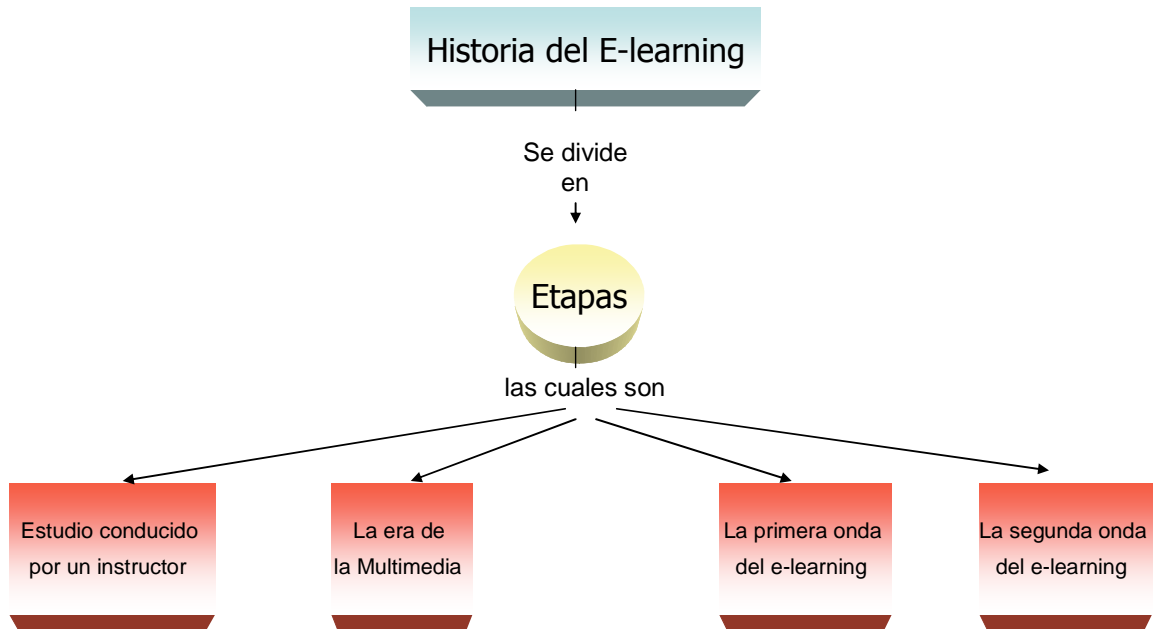 Historia del E-learning
Se divide
en
Etapas
las cuales son
Estudio conducido
por un instructor
La era de
la Multimedia
La primera onda
del e-learning
La segunda onda
del e-learning